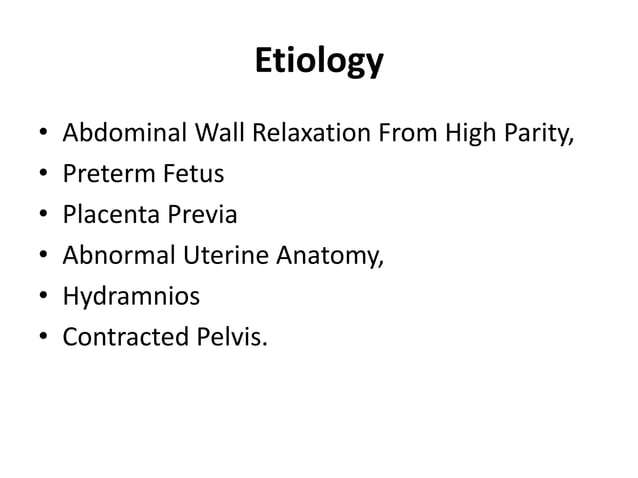 Etiology
• Abdominal Wall Relaxation From High Parity,
• Preterm Fetus
• Placenta Previa
• Abnormal Uterine Anatomy,
• Hydramnios
• Contracted Pelvis.